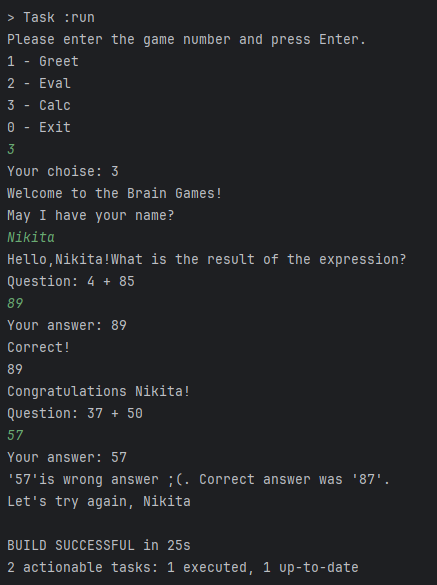 > Task :run
Please enter the game number and press Enter.
1 - Greet
2 - Eval
3 - Calc
0 - Exit
3
Your choise: 3
Welcome to the Brain Games!
May I have your name?
Nikita
Hello,Nikita!What is the result of the expression?
Question: 4 + 85
89
Your answer: 89
Correct!
89
Congratulations Nikita!
Question: 37 + 50
57
Your answer: 57
'57'is wrong answer ;(. Correct answer was '87'.
Let's try again, Nikita
BUILD SUCCESSFUL in 25s
2 actionable tasks: 1 executed, 1 up-to-date